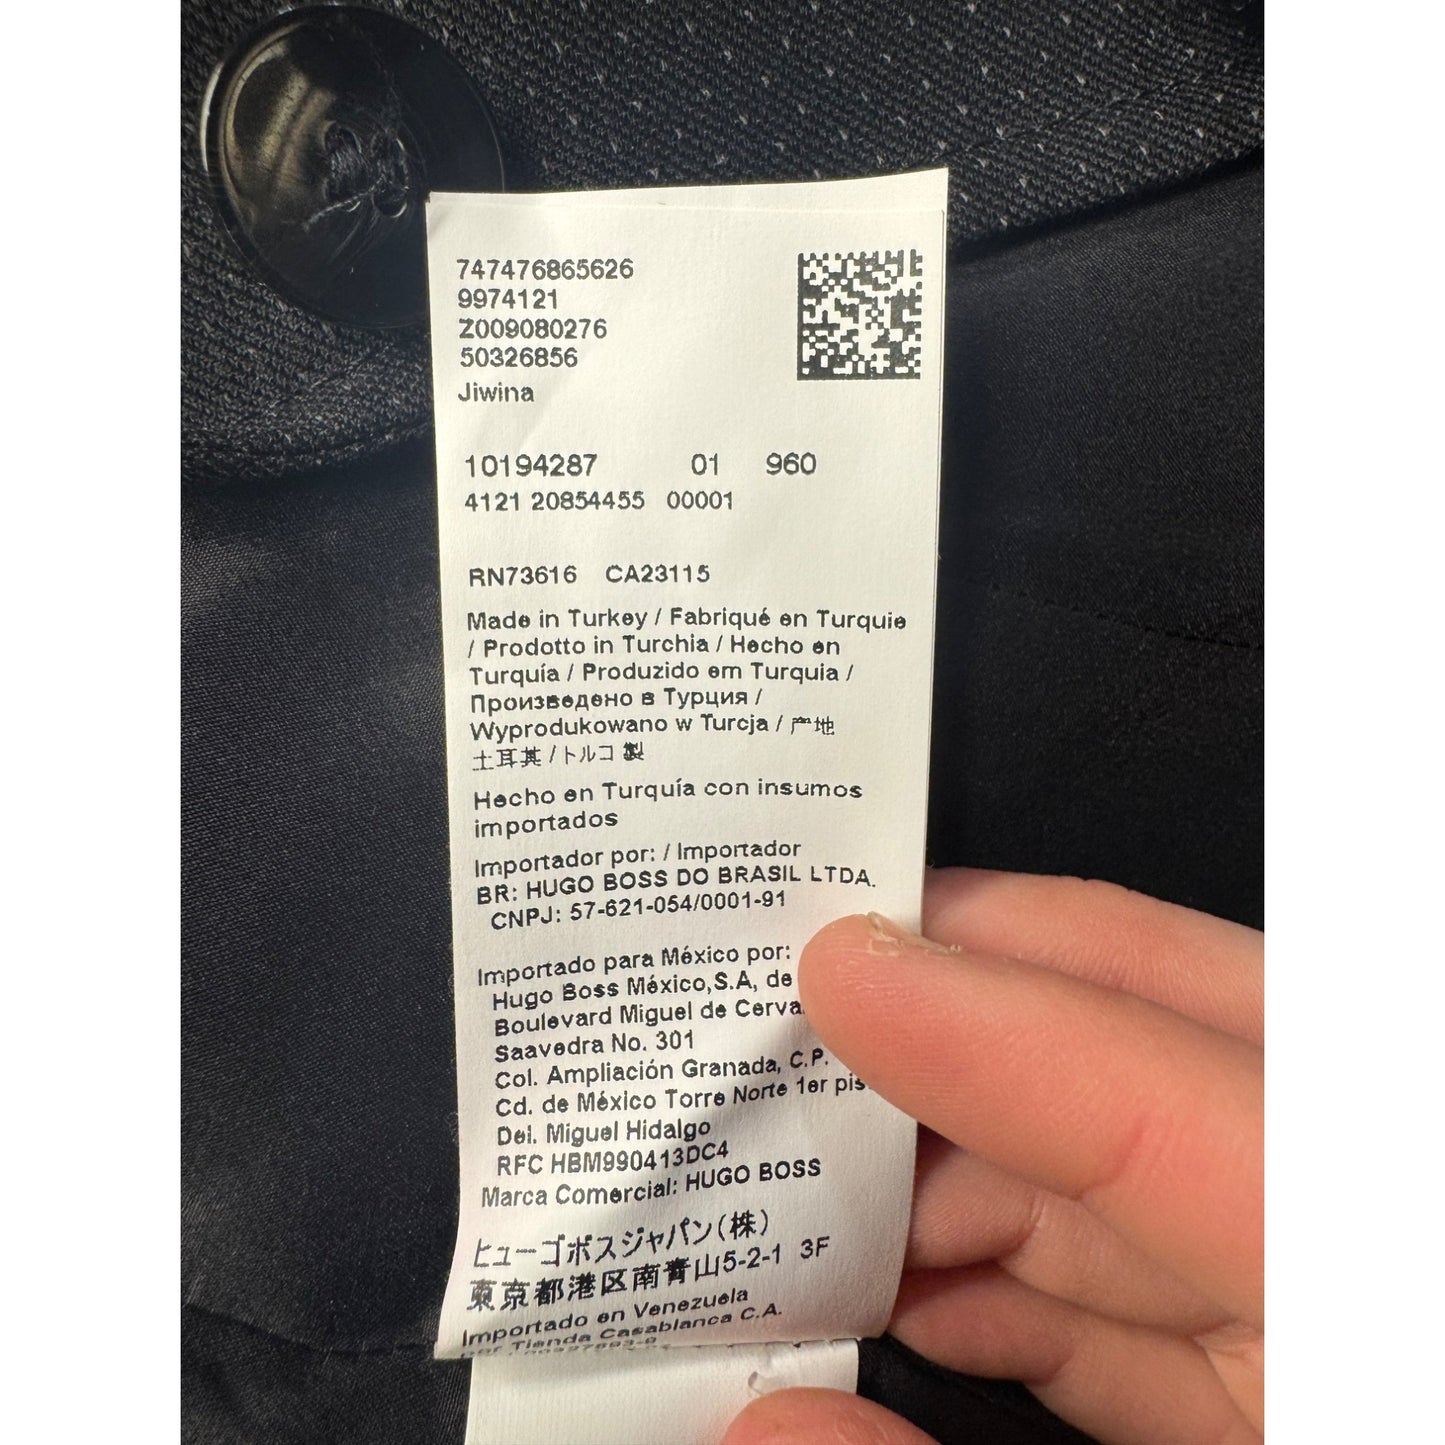 747476865626
9974121
Z009080276
50326856
Jiwina
10194287 01 960
4121 20854455 00001
RN73616 CA23115
Made in Turkey / Fabriqué en Turquie
/ Prodotto in Turchia / Hecho en
Turquía / Produzido em Turquia /
Произведено в Турция /
Wyprodukowano w Turcja / 产地
土耳其 / トルコ 製
Hecho en Turquía con insumos
importados
Importador por: / Importador
BR: HUGO BOSS DO BRASIL LTDA.
CNPJ: 57-621-054/0001-91
Importado para México por:
Hugo Boss México,S.A, de
Boulevard Miguel de
Saavedra No. 301
Col. Ampliación Granada, C.P.
Cd. de México Torre Norte 1er
Del. Miguel Hidalgo
RFC HBM990413DC4
Marca Comercial: HUGO BOSS
ヒューゴボスジャパン(株)
東京都港区南青山5-2-1 3F
Importado en Venezuela
por Tienda Casablanca C.A.